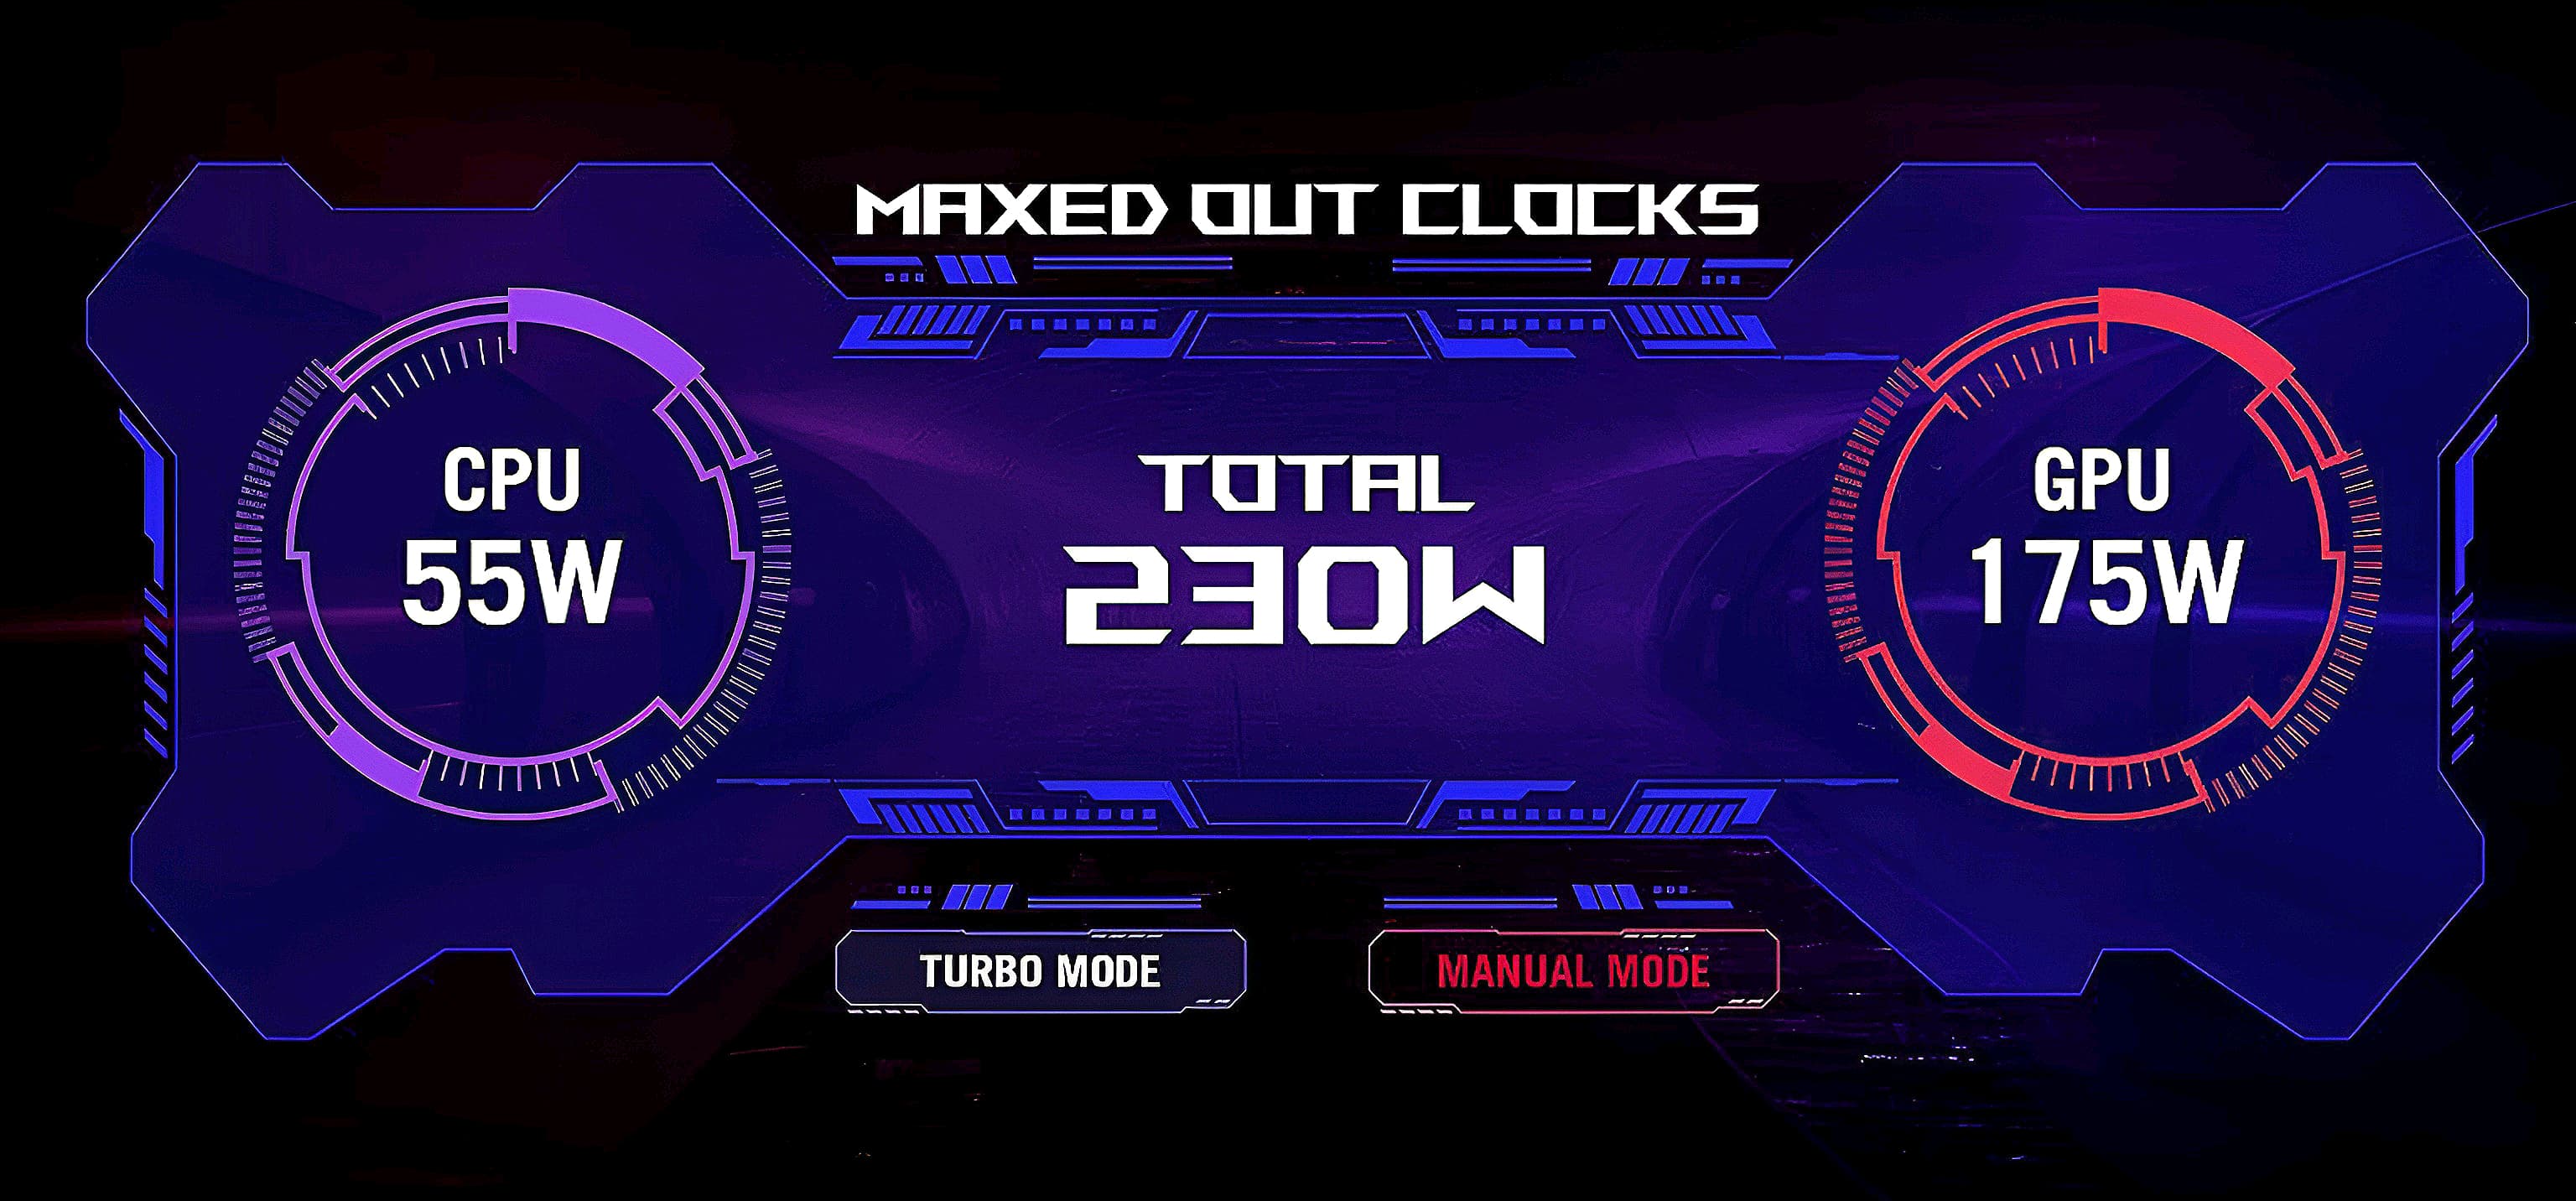 MAXED OUT CLOCKS
CPU
55W
TOTAL
230W
GPU
175W
TURBO MODE
MANUAL MODE